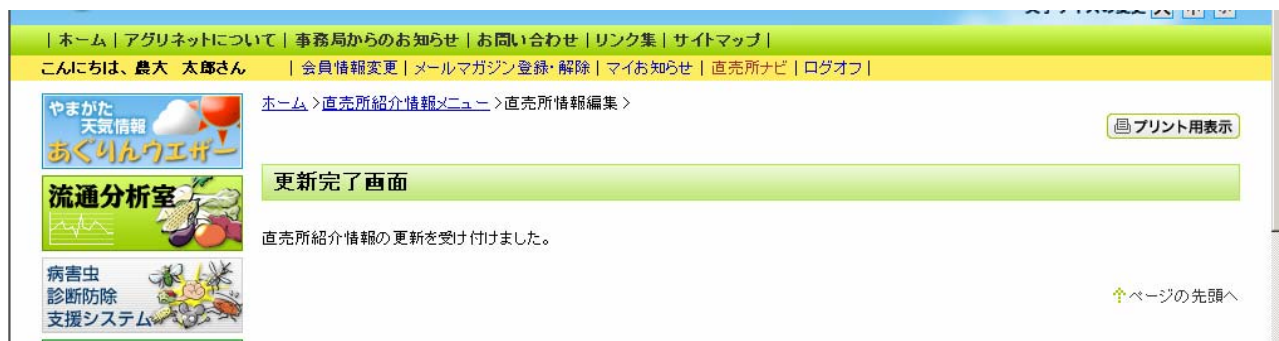 |ホーム|アグリネットについて|事務局からのお知らせ|お問い合わせ|リンク集|サイトマップ|
こんにちは、農大 太郎さん |会員情報変更|メールマガジン登録・解除|マイお知らせ|直売所ナビ|ログオフ|
ホーム>直売所紹介情報メニュー>直売所情報編集>
プリント用表示
やまがた
天気情報
あぐりんウエザー
更新完了画面
流通分析室
直売所紹介情報の更新を受け付けました。
病害虫
診断防除
支援システム
ページの先頭へ